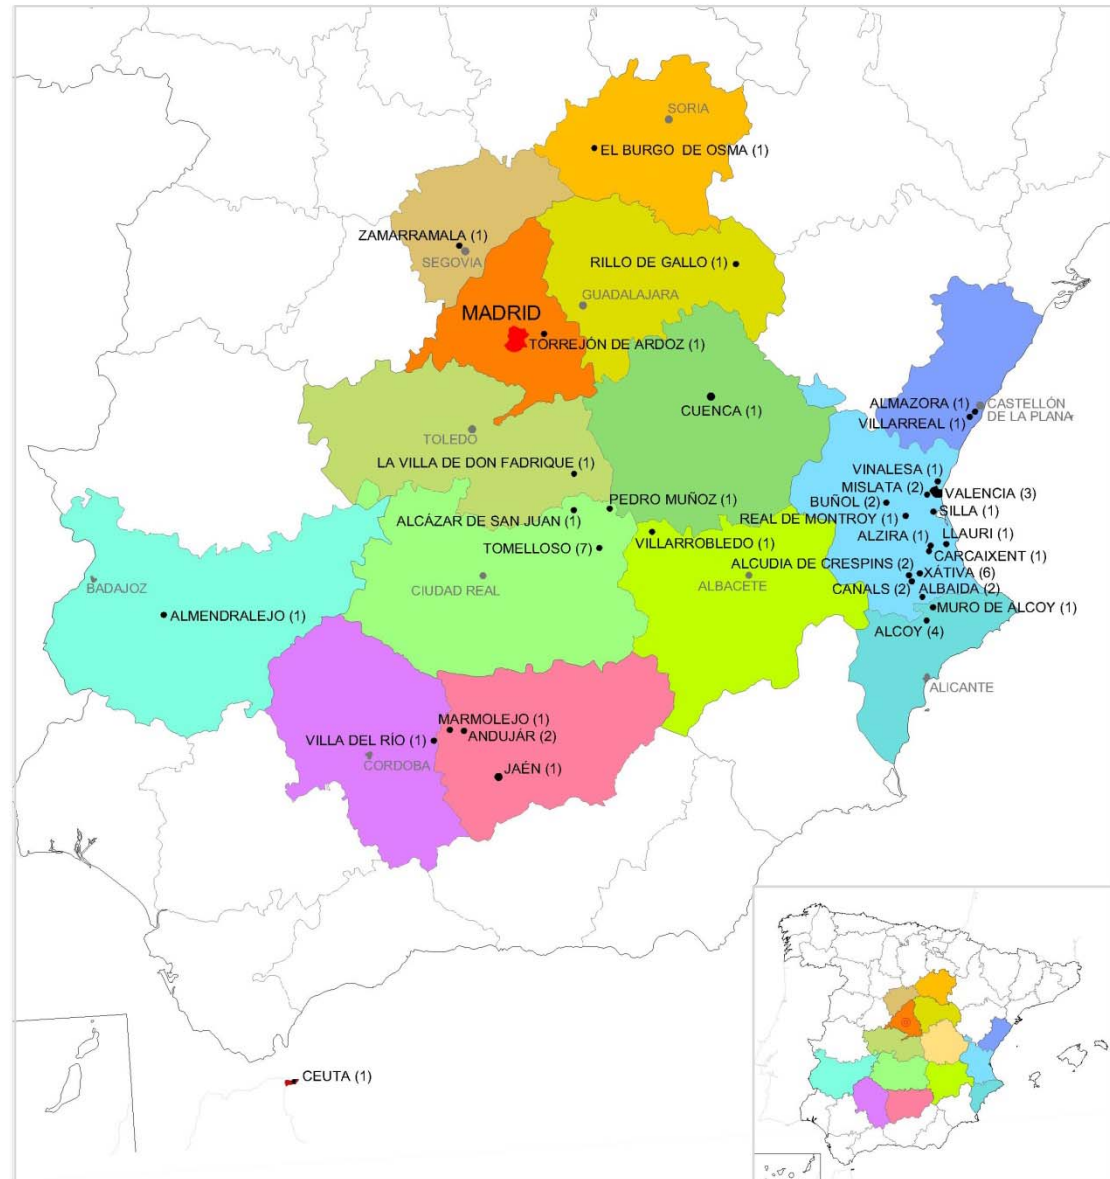 SORIA
EL BURGO DE OSMA (1)
ZAMARRAMALA (1)
SEGOVIA
RILLO DE GALLO (1)
GUADALAJARA
MADRID
TORREJÓN DE ARDOZ (1)
CUENCA (1)
ALMAZORA (1)
CASTELLÓN
DE LA PLANA
VILLARREAL (1)
TOLEDO
LA VILLA DE DON FADRIQUE (1)
VINALESA (1)
MISLATA (2)
VALENCIA (3)
BUÑOL (2)
PEDRO MUÑOZ (1)
SILLA (1)
ALCÁZAR DE SAN JUAN (1)
REAL DE MONTROY (1)
LLAURI (1)
ALZIRA (1)
VILLARROBLEDO (1)
TOMELLOSO (7)
CARCAIXENT (1)
ALCUDIA DE CRESPINS (2)
XÁTIVA (6)
BADAJOZ
CIUDAD REAL
ALBACETE
CANALS (2)
ALBAIDA (2)
MURO DE ALCOY (1)
ALMENDRALEJO (1)
ALCOY (4)
ALICANTE
MARMOLEJO (1)
ANDUJÁR (2)
VILLA DEL RÍO (1)
CORDOBA
JAÉN (1)
CEUTA (1)